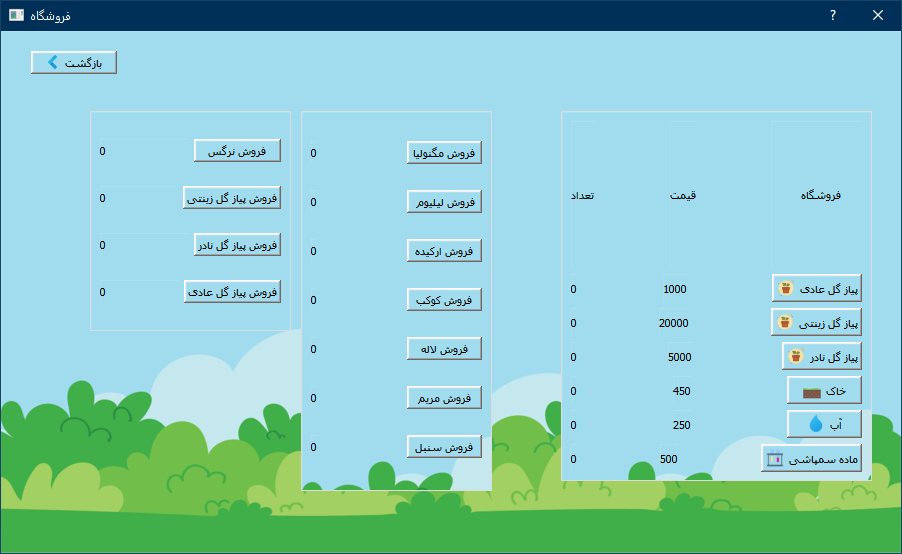 فروشگاه
?
بازگشت
فروشگاه قیمت تعداد
پیاز گل عادی 1000 0
پیاز گل زینتی 20000 0
پیاز گل نادر 5000 0
خاک 450 0
آب 250 0
ماده سمپاشی 500 0
فروش مگنولیا 0
فروش لیلیوم 0
فروش ارکیده 0
فروش کوکب 0
فروش لاله 0
فروش مریم 0
فروش سنبل 0
فروش نرگس 0
فروش پیاز گل زینتی 0
فروش پیاز گل نادر 0
فروش پیاز گل عادی 0